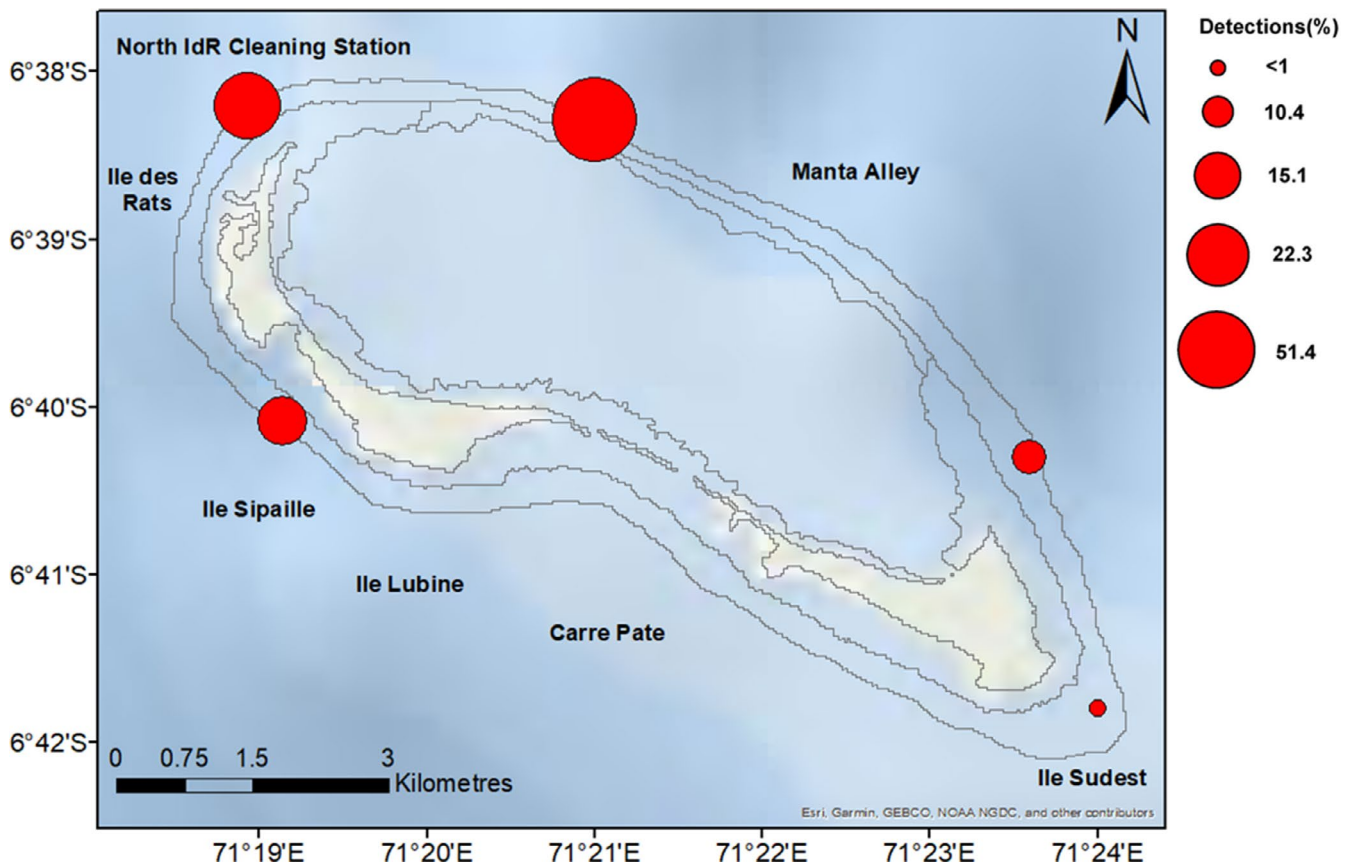 North IdR Cleaning Station
N
Detections(%)
<1
10.4
15.1
22.3
51.4
6°38'S
6°39'S
6°40'S
6°41'S
6°42'S
Manta Alley
Ile des
Rats
Ile Sipaille
Ile Lubine
Carre Pate
Ile Sudest
0 0.75 1.5 3
Kilometres
Esri, Garmin, GEBCO, NOAA NGDC, and other contributors
71°19'E 71°20'E 71°21'E 71°22'E 71°23'E 71°24'E